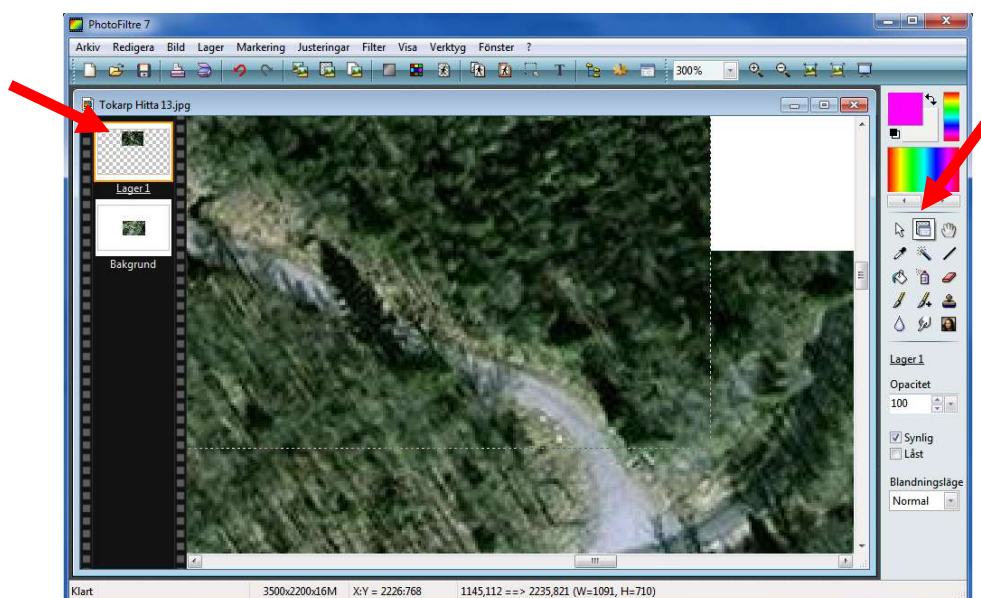 PhotoFiltre 7
Arkiv Redigera Bild Lager Markering Justeringar Filter Visa Verktyg Fönster ?
T 300%
Tokarp Hitta 13.jpg
Lager 1
Bakgrund
Lager 1
Opacitet
100
Synlig
Låst
Blandningsläge
Normal
Klart 3500x2200x16M X:Y = 2226:768 1145,112 ==> 2235,821 (W=1091, H=710)